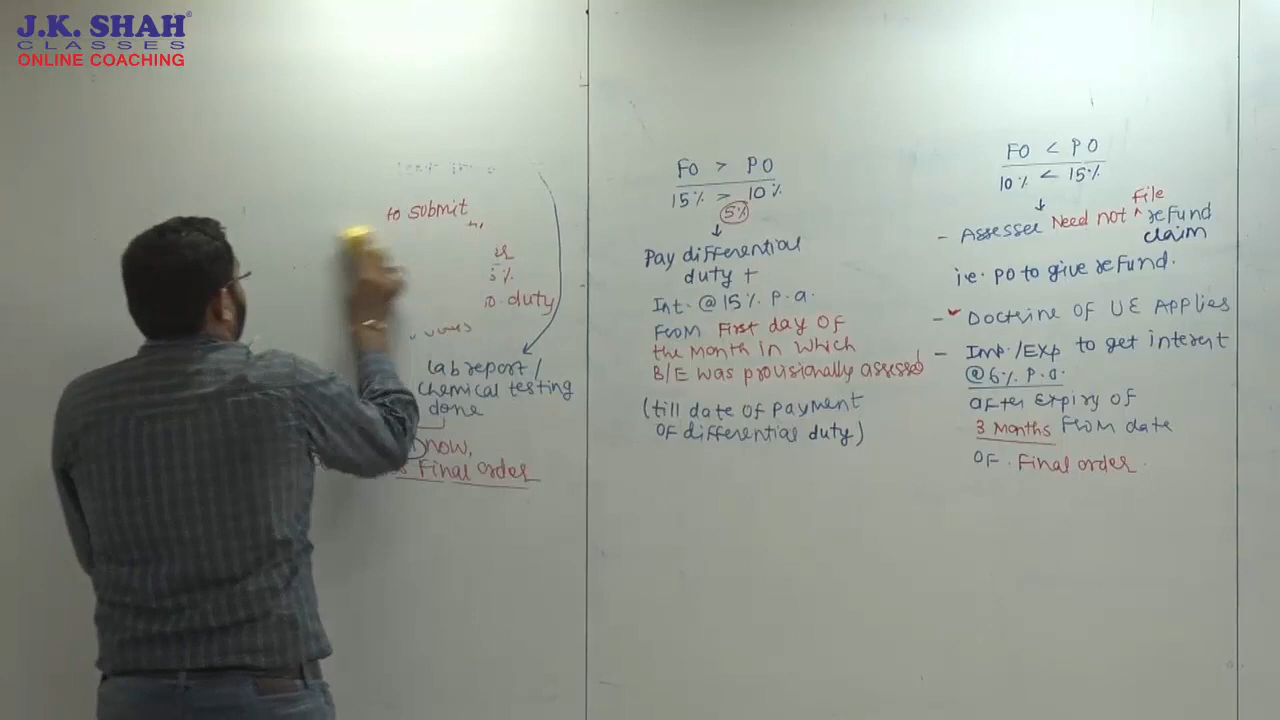 J.K. SHAH®
CLASSES
ONLINE COACHING
to submit
5%
duty
lab report /
chemical testing
done
now,
Final order
FO > PO
15% > 10%
5%
Pay differential
duty +
Int. @ 15% P.a.
From First day OF
the Month in which
B/E was provisionally assessed
(till date of payment
OF differential duty)
FO < PO
10% < 15%
- Assessee Need not ^ File refund
claim
i.e. PO to give refund.
- Doctrine OF UE Applies
- Imp./Exp to get interest
@ 6% P.a.
after Expiry of
3 Months From date
OF. Final order.